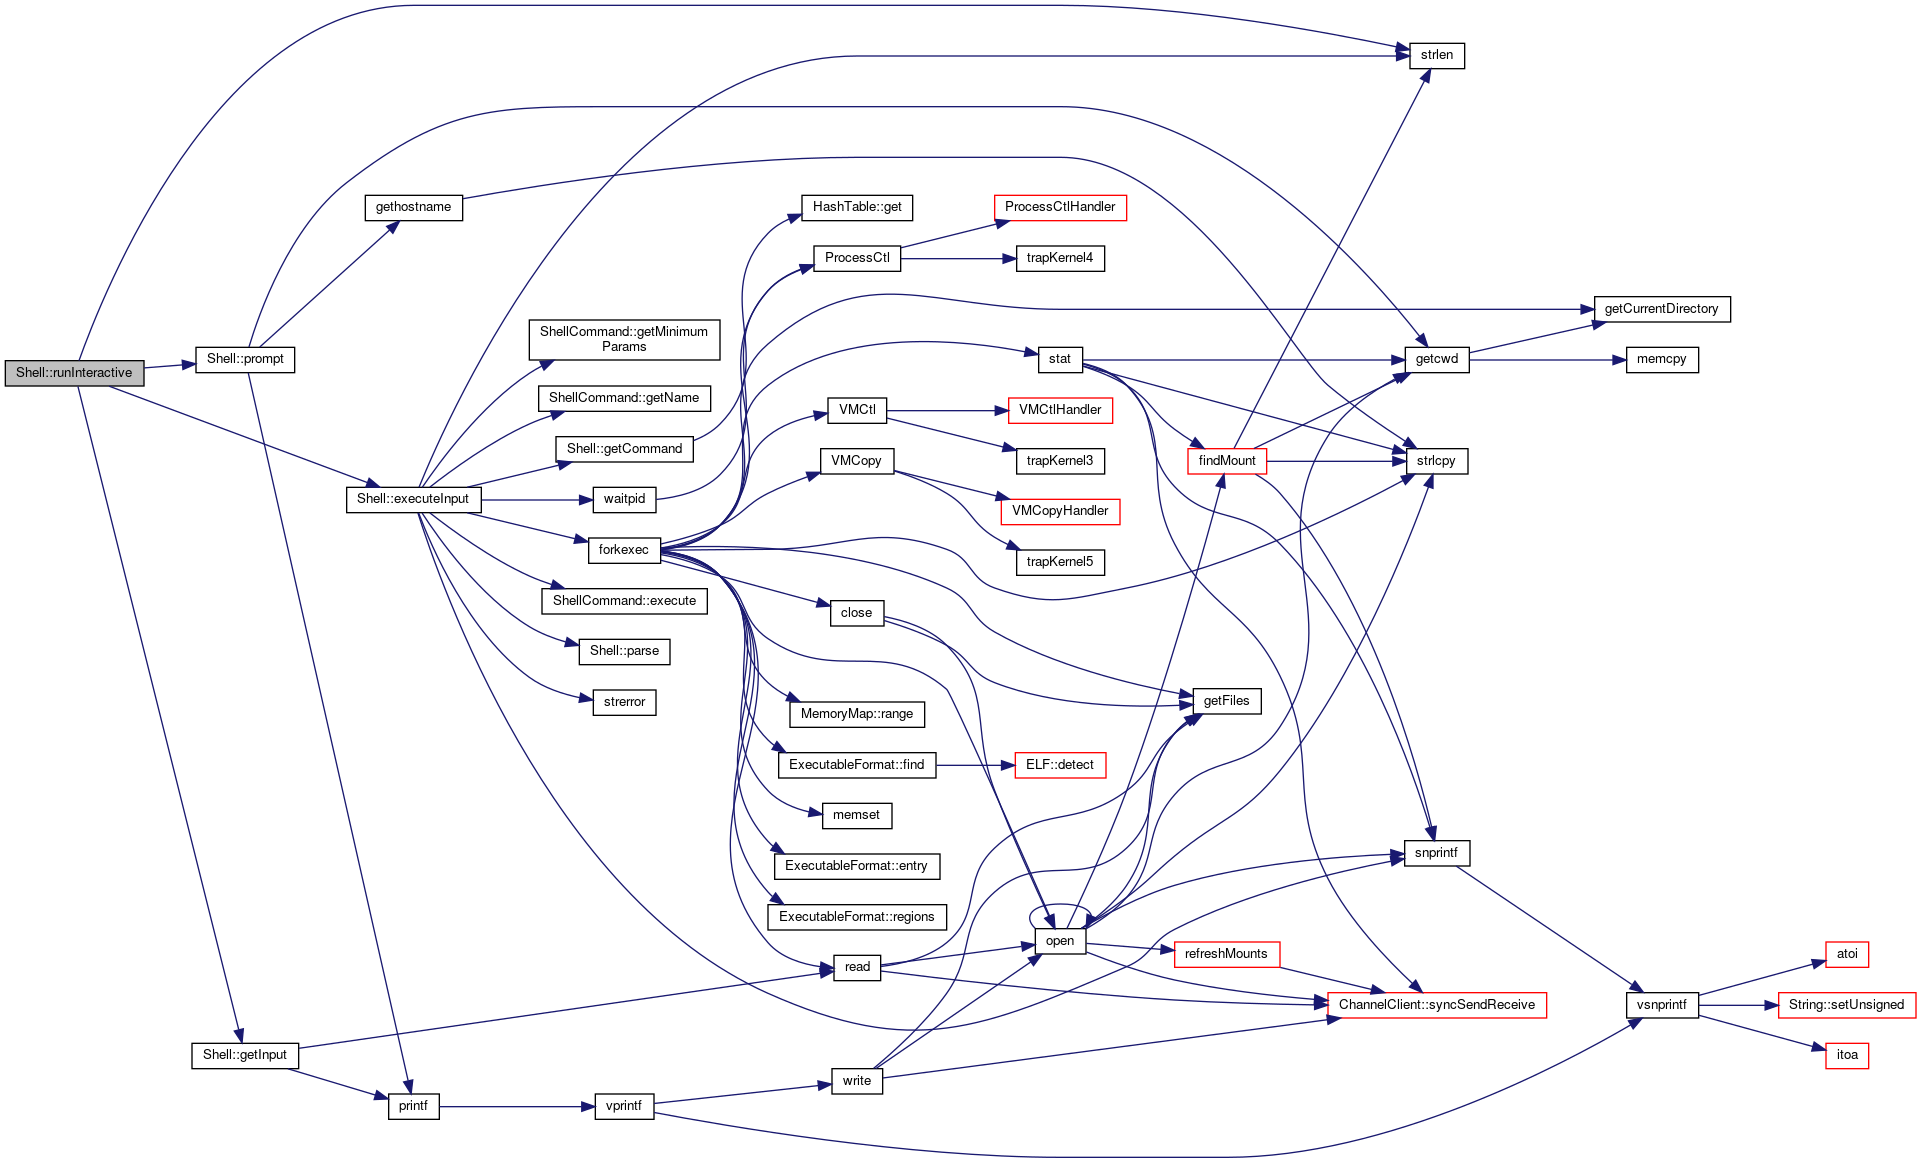 strlen
gethostname
HashTable::get
ProcessCtlHandler
ProcessCtl
trapKernel4
getCurrentDirectory
ShellCommand::getMinimum
Params
Shell::prompt
stat
getcwd
memcpy
Shell::runInteractive
ShellCommand::getName
VMCtl
VMCtlHandler
Shell::getCommand
VMCopy
trapKernel3
findMount
strlcpy
Shell::executeInput
waitpid
VMCopyHandler
forkexec
trapKernel5
ShellCommand::execute
close
Shell::parse
strerror
MemoryMap::range
getFiles
ExecutableFormat::find
ELF::detect
memset
ExecutableFormat::entry
snprintf
ExecutableFormat::regions
open
read
refreshMounts
atoi
ChannelClient::syncSendReceive
vsnprintf
String::setUnsigned
Shell::getInput
itoa
write
printf
vprintf